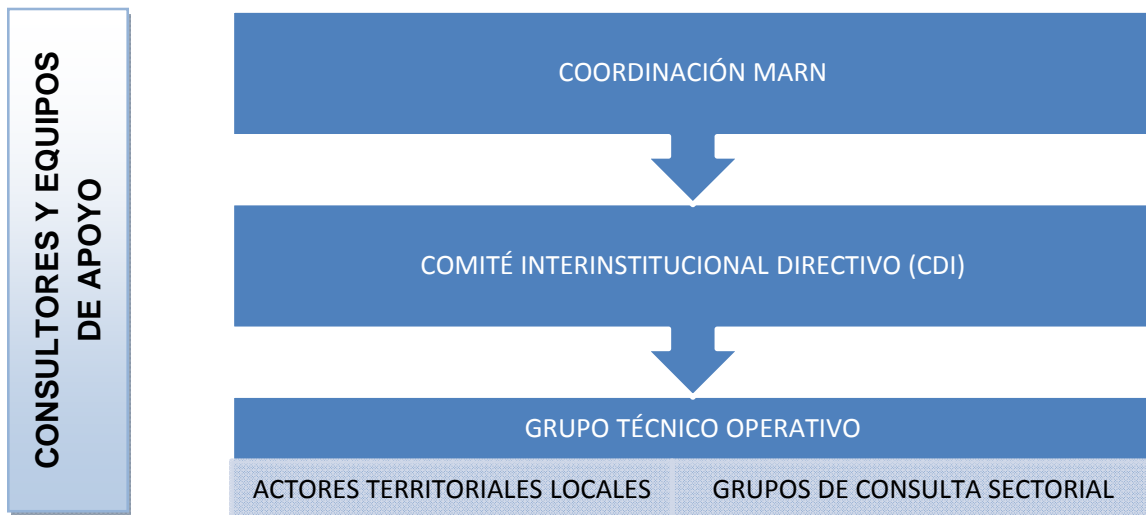 CONSULTORES Y EQUIPOS
DE APOYO
COORDINACIÓN MARN
COMITÉ INTERINSTITUCIONAL DIRECTIVO (CDI)
GRUPO TÉCNICO OPERATIVO
ACTORES TERRITORIALES LOCALES
GRUPOS DE CONSULTA SECTORIAL